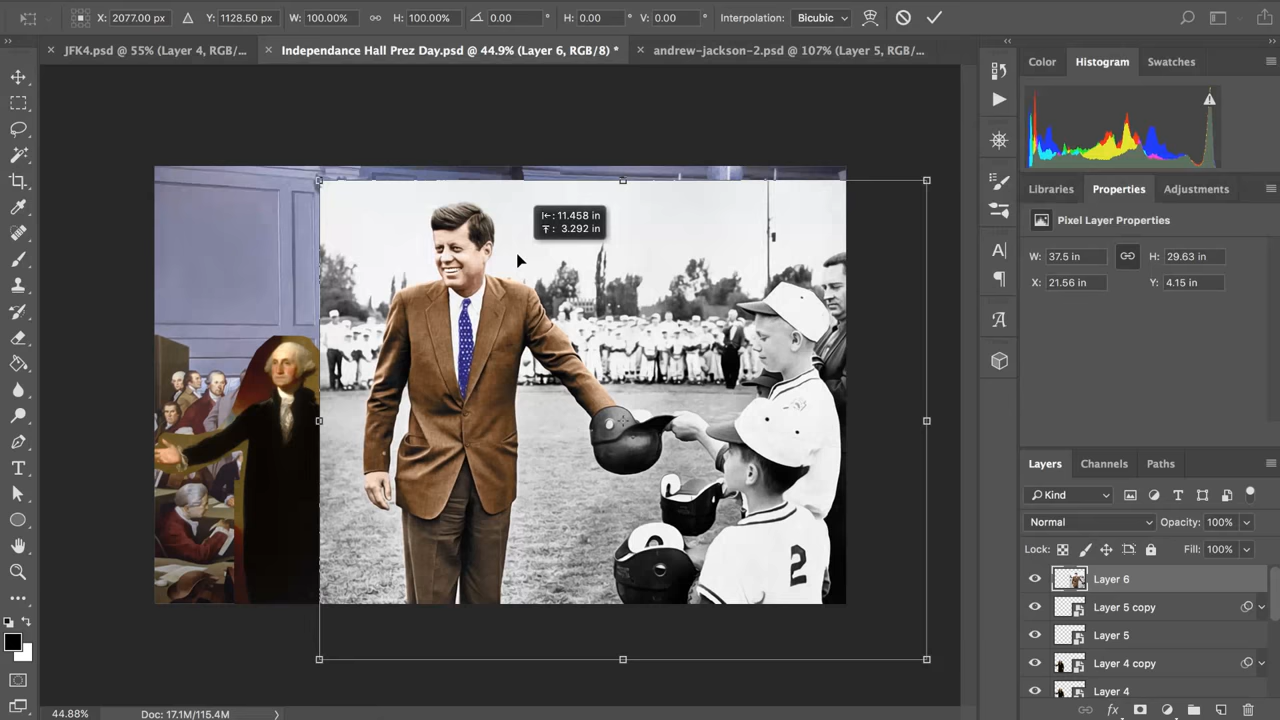 X: 2077.00 px Y: 1128.50 px W: 100.00% H: 100.00% 0.00 ° H: 0.00 ° V: 0.00 ° Interpolation: Bicubic
JFK4.psd @ 55% (Layer 4, RGB/... Independance Hall Prez Day.psd @ 44.9% (Layer 6, RGB/8) * andrew-jackson-2.psd @ 107% (Layer 5, RGB/...
Color Histogram Swatches
Libraries Properties Adjustments
Pixel Layer Properties
W: 37.5 in H: 29.63 in
X: 21.56 in Y: 4.15 in
11.458 in
3.292 in
2
Layers Channels Paths
Kind
Normal Opacity: 100%
Lock: Fill: 100%
Layer 6
Layer 5 copy
Layer 5
Layer 4 copy
Layer 4
44.88% Doc: 17.1M/115.4M